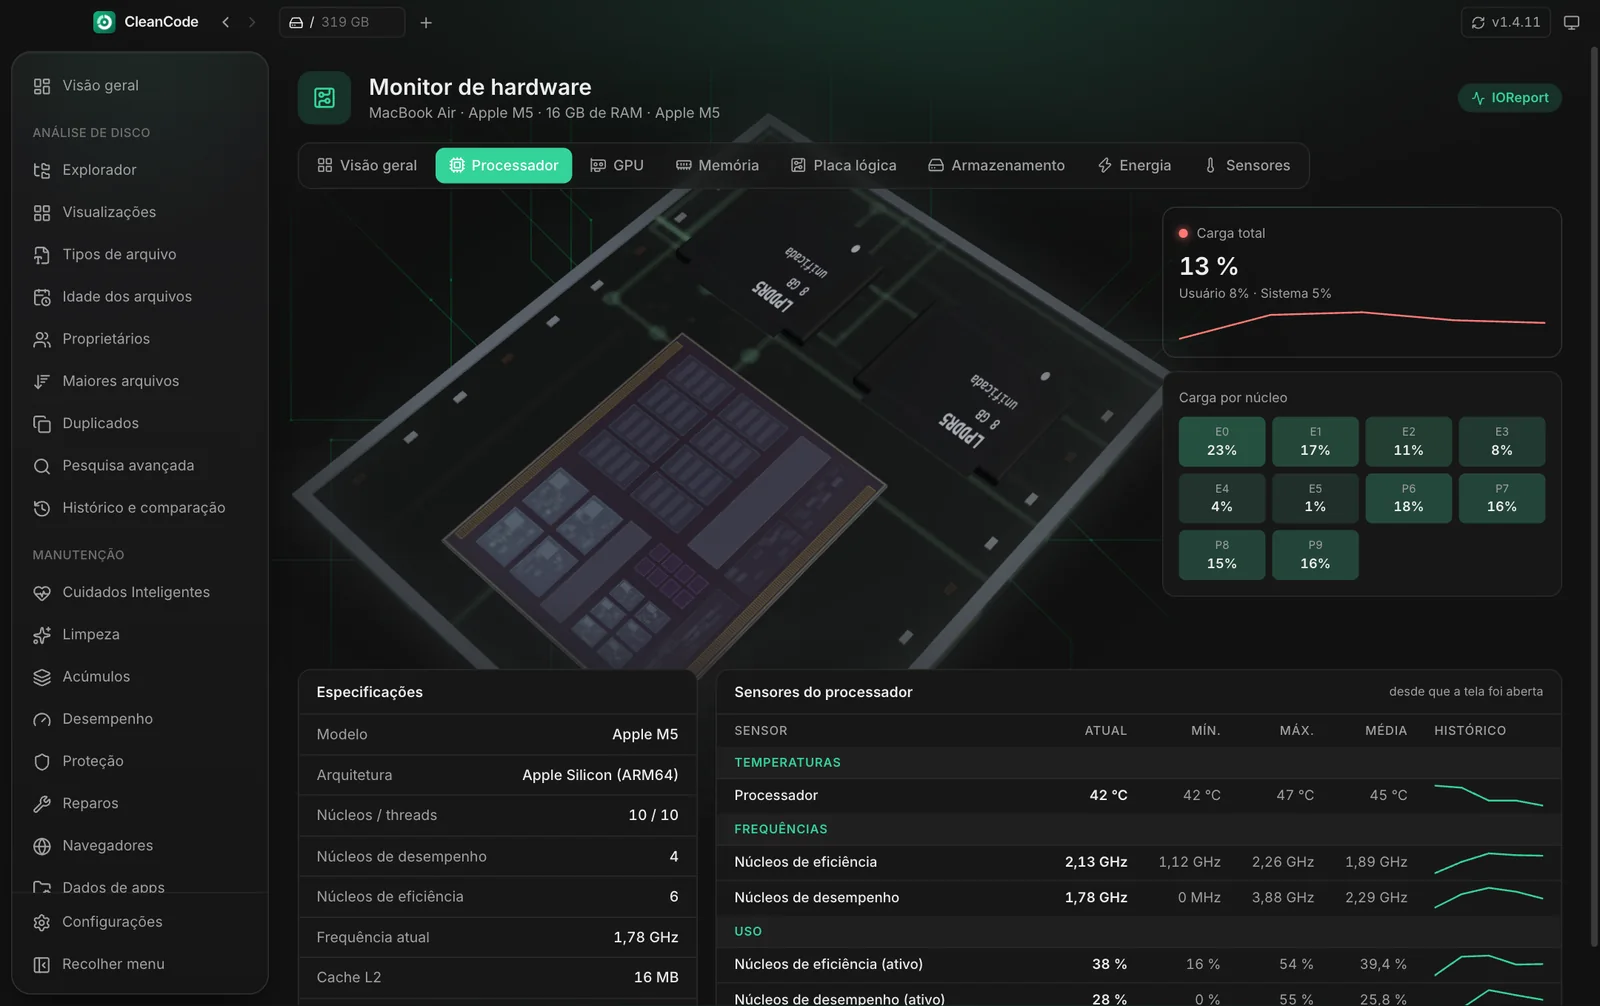 CleanCode
/ 319 GB
v1.4.11
Visão geral
ANÁLISE DE DISCO
Explorador
Visualizações
Tipos de arquivo
Idade dos arquivos
Proprietários
Maiores arquivos
Duplicados
Pesquisa avançada
Histórico e comparação
MANUTENÇÃO
Cuidados Inteligentes
Limpeza
Acúmulos
Desempenho
Proteção
Reparos
Navegadores
Dados de apps
Configurações
Recolher menu
Monitor de hardware
MacBook Air · Apple M5 · 16 GB de RAM · Apple M5
IOReport
Visão geral
Processador
GPU
Memória
Placa lógica
Armazenamento
Energia
Sensores
LPDDR5
8 GB
unificada
LPDDR5
8 GB
unificada
Carga total
13 %
Usuário 8% · Sistema 5%
Carga por núcleo
E0 E1 E2 E3
23% 17% 11% 8%
E4 E5 P6 P7
4% 1% 18% 16%
P8 P9
15% 16%
Especificações
Modelo Apple M5
Arquitetura Apple Silicon (ARM64)
Núcleos / threads 10 / 10
Núcleos de desempenho 4
Núcleos de eficiência 6
Frequência atual 1,78 GHz
Cache L2 16 MB
Sensores do processador desde que a tela foi aberta
SENSOR ATUAL MÍN. MÁX. MÉDIA HISTÓRICO
TEMPERATURAS
Processador 42 °C 42 °C 47 °C 45 °C
FREQUÊNCIAS
Núcleos de eficiência 2,13 GHz 1,12 GHz 2,26 GHz 1,89 GHz
Núcleos de desempenho 1,78 GHz 0 MHz 3,88 GHz 2,29 GHz
USO
Núcleos de eficiência (ativo) 38 % 16 % 54 % 39,4 %
Núcleos de desempenho (ativo) 28 % 0 % 55 % 25,8 %